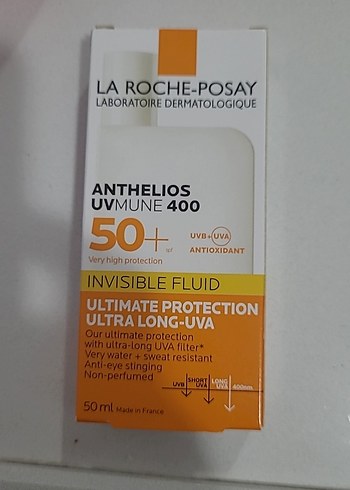 LA ROCHE-POSAY
LABORATOIRE DERMATOLOGIQUE
ANTHELIOS
UVMUNE 400
50+
UVB+UVA
ANTIOXIDANT
Very high protection
INVISIBLE FLUID
ULTIMATE PROTECTION
ULTRA LONG-UVA
Our ultimate protection
with ultra-long UVA filter*
Very water + sweat resistant
Anti-eye stinging
Non-perfumed
UVB
SHORT UVA
LONG UVA
400nm
50 ml Made in France